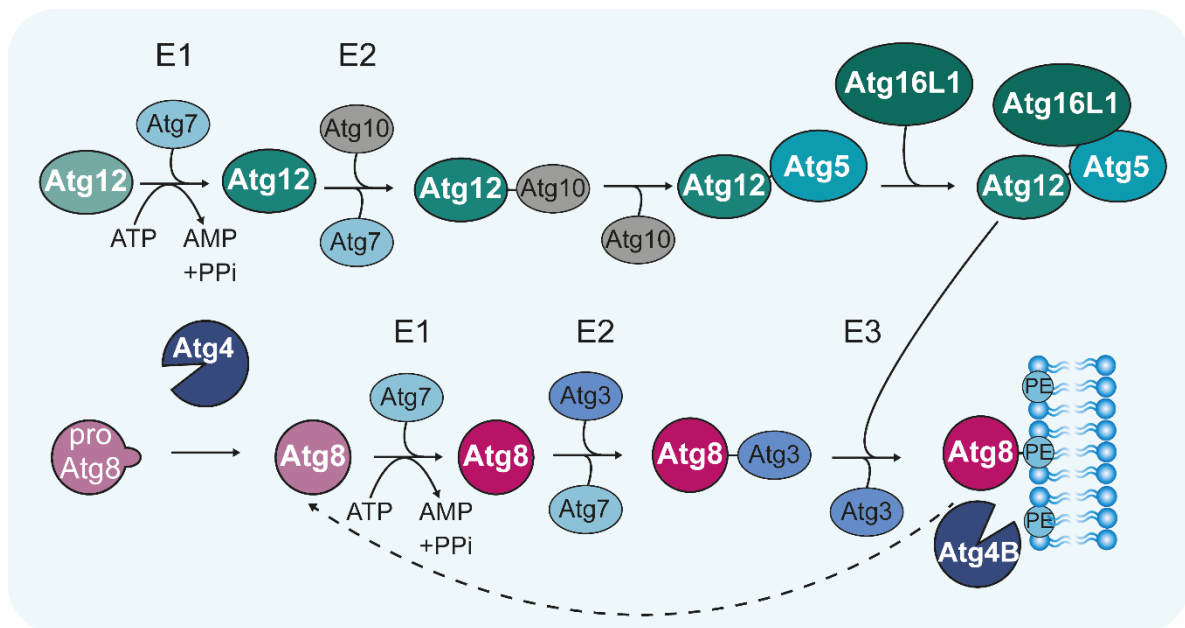 E1
E2
Atg16L1
Atg16L1
Atg7
Atg10
Atg12
Atg12
Atg12
Atg10
Atg12
Atg5
Atg12
Atg5
ATP
AMP
+PPi
Atg7
Atg10
Atg4
E1
E2
E3
Atg7
Atg3
PE
pro
Atg8
Atg8
Atg8
Atg8
Atg3
Atg8
PE
ATP
AMP
+PPi
Atg7
Atg3
PE
Atg4B